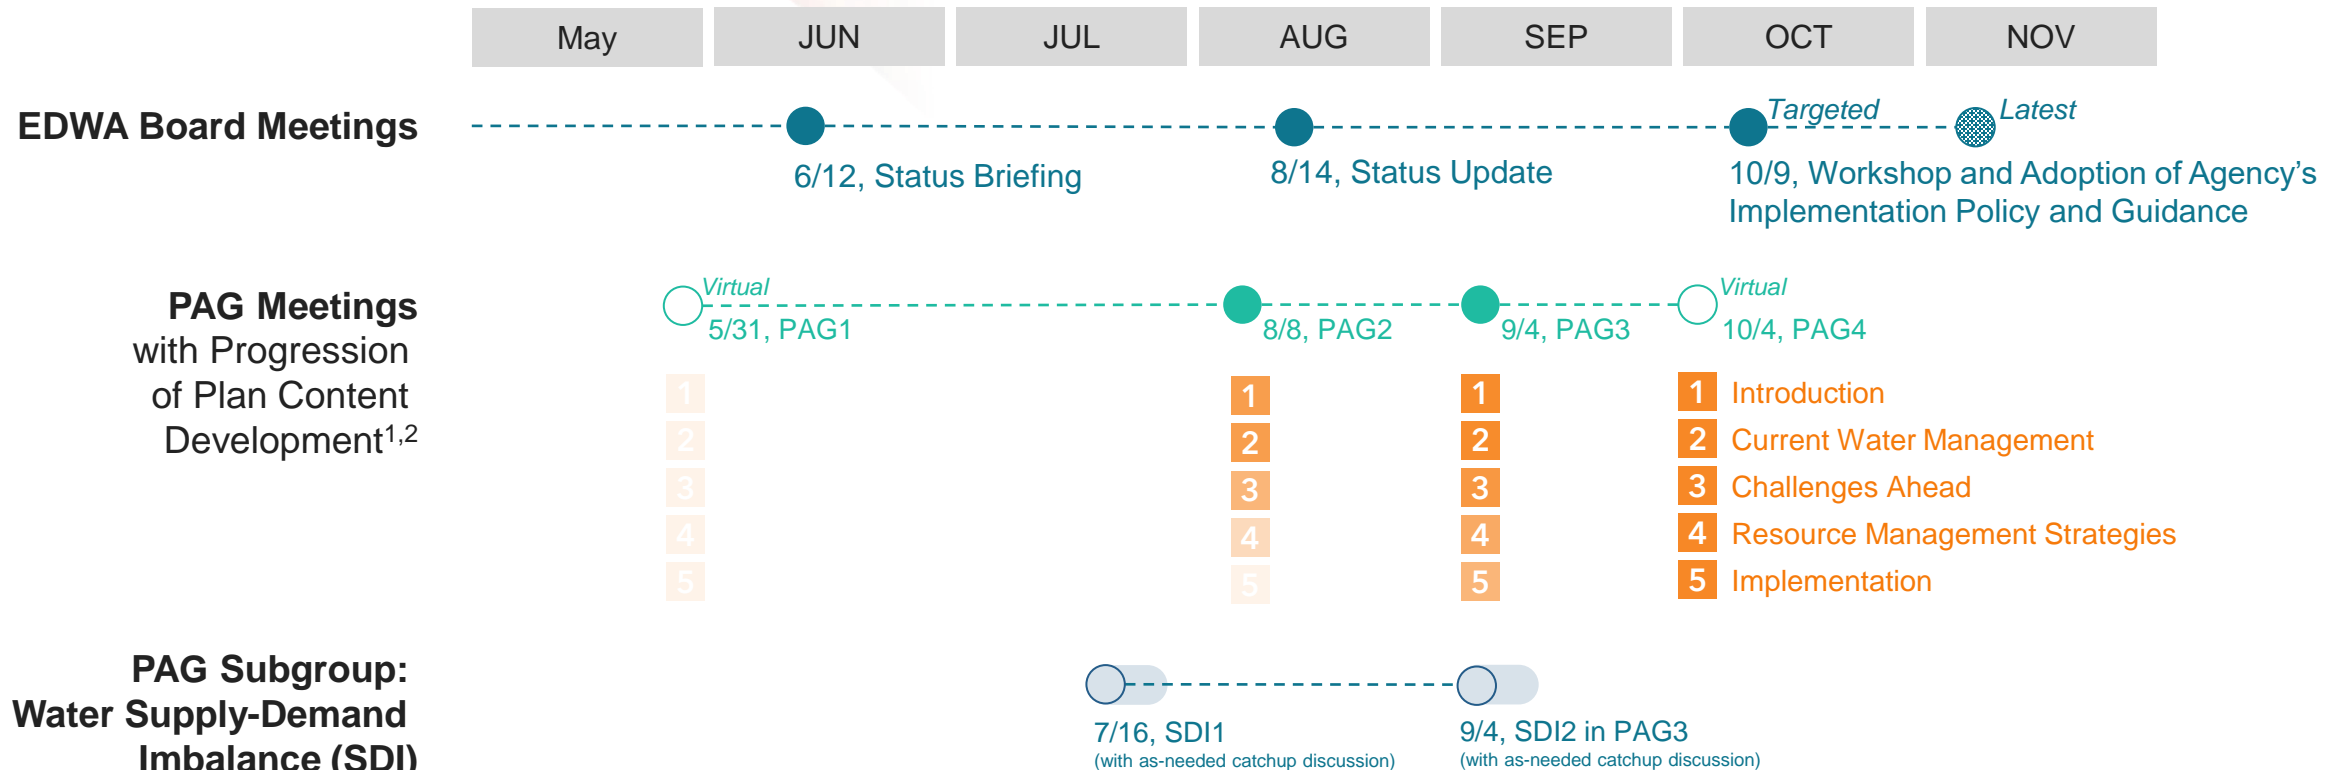 May JUN JUL AUG SEP OCT NOV
EDWA Board Meetings
Targeted
Latest
6/12, Status Briefing
8/14, Status Update
10/9, Workshop and Adoption of Agency's
Implementation Policy and Guidance
PAG Meetings
with Progression
of Plan Content
Development1,2
Virtual
5/31, PAG1
8/8, PAG2
9/4, PAG3
Virtual
10/4, PAG4
1 1 1 1 Introduction
2 2 2 2 Current Water Management
3 3 3 3 Challenges Ahead
4 4 4 4 Resource Management Strategies
5 5 5 5 Implementation
PAG Subgroup:
Water Supply-Demand
Imbalance (SDI)
7/16, SDI1
(with as-needed catchup discussion)
9/4, SDI2 in PAG3
(with as-needed catchup discussion)